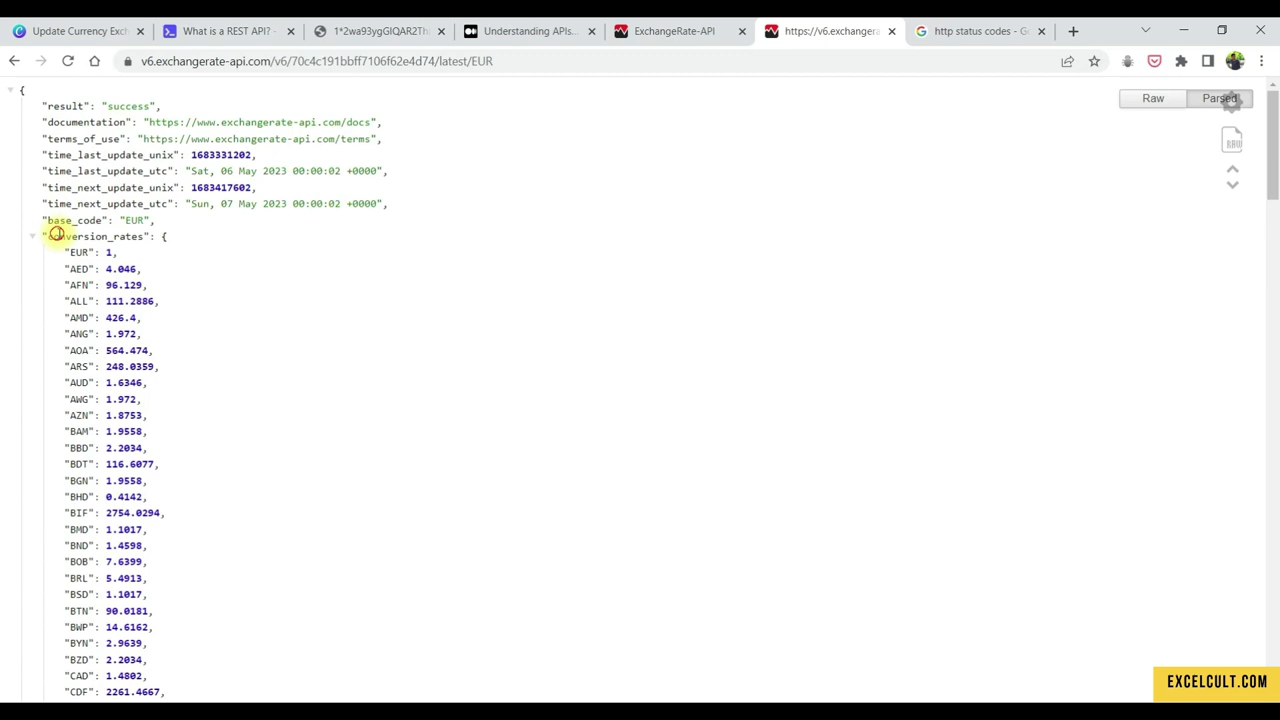 Update Currency Exch
What is a REST API? -
1*2wa93ygGIQAR2Th
Understanding APIs.
ExchangeRate-API
https://v6.exchangera
http status codes - G
v6.exchangerate-api.com/v6/70c4c191bbff7106f62e4d74/latest/EUR
Raw
Parsed
RAW
{
"result": "success",
"documentation": "https://www.exchangerate-api.com/docs",
"terms_of_use": "https://www.exchangerate-api.com/terms",
"time_last_update_unix": 1683331202,
"time_last_update_utc": "Sat, 06 May 2023 00:00:02 +0000",
"time_next_update_unix": 1683417602,
"time_next_update_utc": "Sun, 07 May 2023 00:00:02 +0000",
"base_code": "EUR",
"conversion_rates": {
"EUR": 1,
"AED": 4.046,
"AFN": 96.129,
"ALL": 111.2886,
"AMD": 426.4,
"ANG": 1.972,
"AOA": 564.474,
"ARS": 248.0359,
"AUD": 1.6346,
"AWG": 1.972,
"AZN": 1.8753,
"BAM": 1.9558,
"BBD": 2.2034,
"BDT": 116.6077,
"BGN": 1.9558,
"BHD": 0.4142,
"BIF": 2754.0294,
"BMD": 1.1017,
"BND": 1.4598,
"BOB": 7.6399,
"BRL": 5.4913,
"BSD": 1.1017,
"BTN": 90.0181,
"BWP": 14.6162,
"BYN": 2.9639,
"BZD": 2.2034,
"CAD": 1.4802,
"CDF": 2261.4667,
EXCELCULT.COM